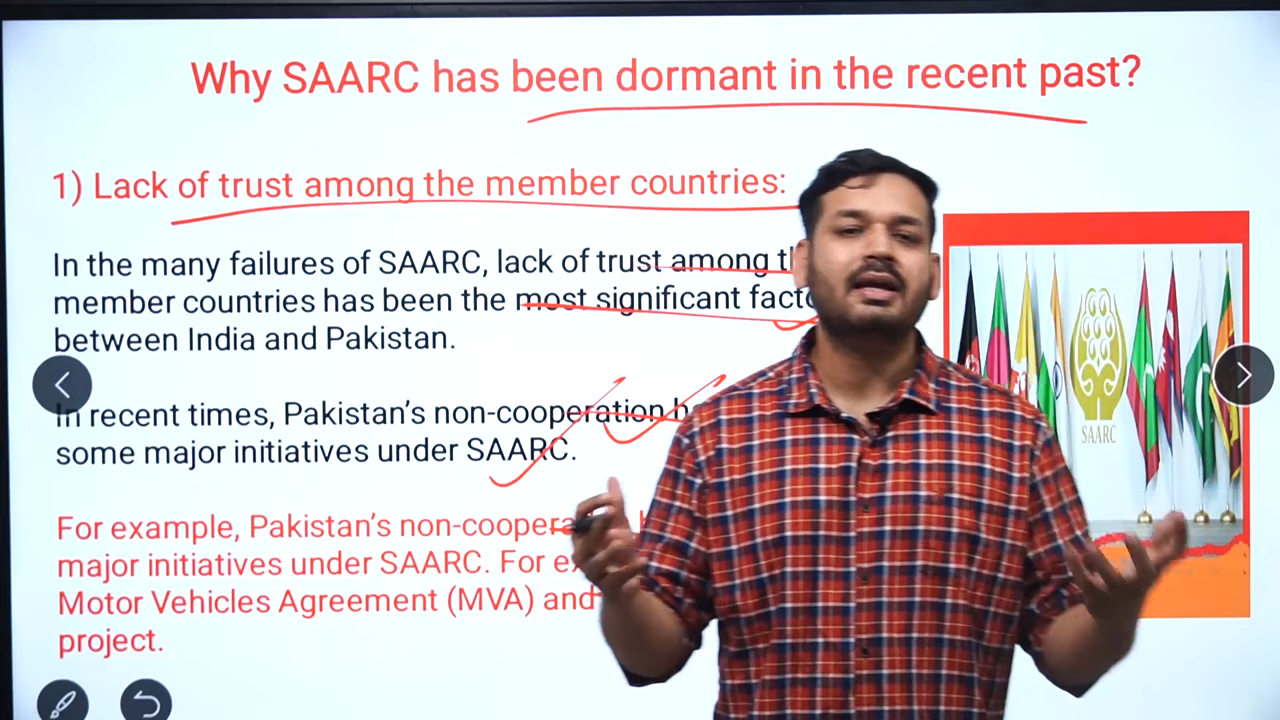 Why SAARC has been dormant in the recent past?
1) Lack of trust among the member countries:
In the many failures of SAARC, lack of trust among
member countries has been the most significant
between India and Pakistan.
In recent times, Pakistan's non-cooperation
some major initiatives under SAARC.
For example, Pakistan's
major initiatives under SAARC. For
Motor Vehicles Agreement (MVA) and
project.
SAARC